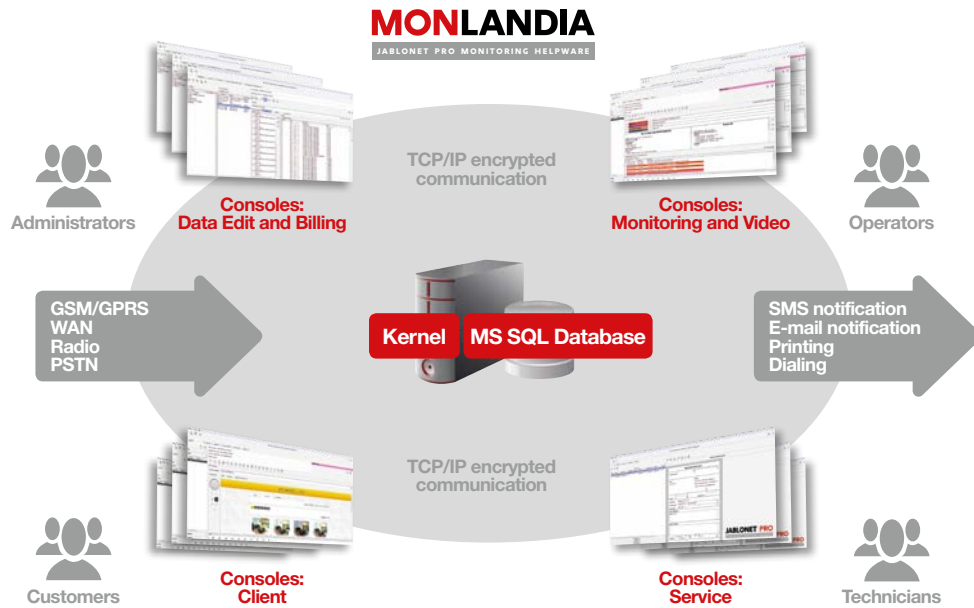 MONLANDIA
JABLONET PRO MONITORING HELPWARE
TCP/IP encrypted
communication
Administrators
Consoles:
Data Edit and Billing
Consoles:
Monitoring and Video
Operators
GSM/GPRS
WAN
Radio
PSTN
Kernel
MS SQL Database
SMS notification
E-mail notification
Printing
Dialing
TCP/IP encrypted
communication
JABLONET PRO
Customers
Consoles:
Client
Consoles:
Service
Technicians